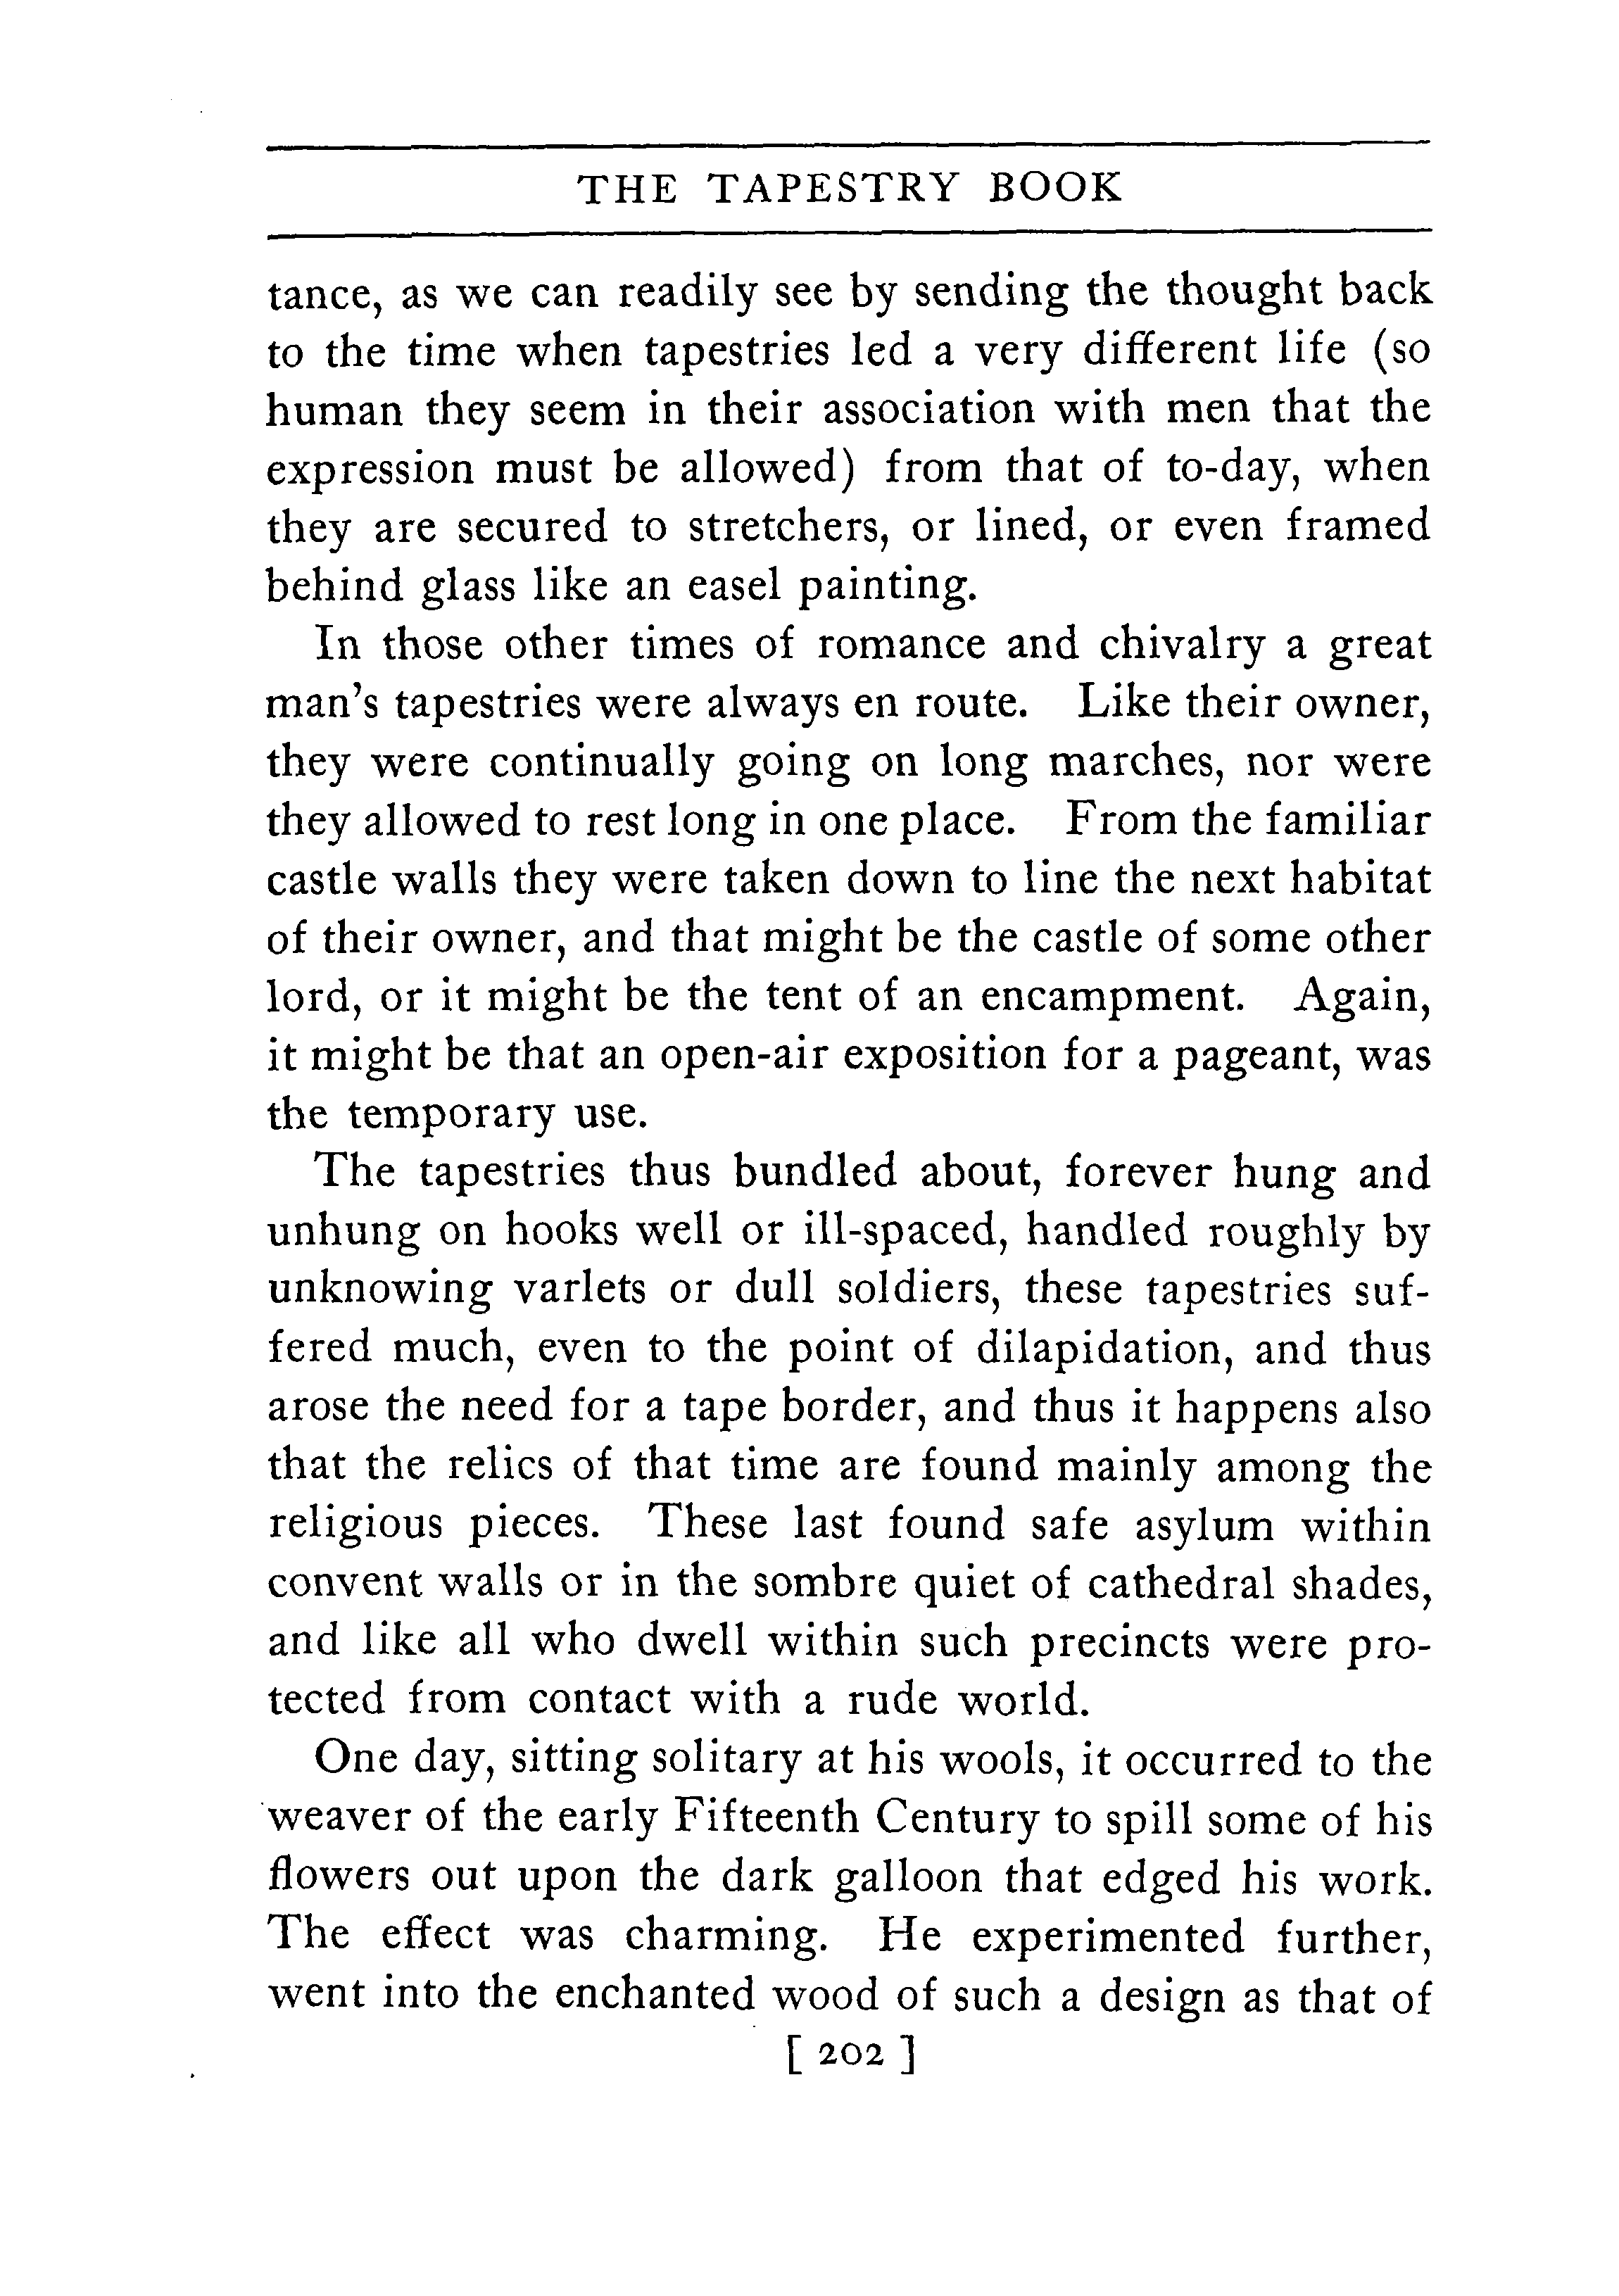 THE TAPESTRY BOOK
tance, as we can readily see by sending the thought back
to the time when tapestries led a very different life (so
human they seem in their association with men that the
expression must be allowed) from that of to-day, when
they are secured to stretchers, or lined, or even framed
behind glass like an easel painting.
In those other times of romance and chivalry a great
man's tapestries were always en route. Like their owner,
they were continually going on long marches, nor were
they allowed to rest long in one place. From the familiar
castle walls they were taken down to line the next habitat
of their owner, and that might be the castle of some other
lord, or it might be the tent of an encampment. Again,
it might be that an open-air exposition for a pageant, was
the temporary use.
The tapestries thus bundled about, forever hung and
unhung on hooks well or ill-spaced, handled roughly by
unknowing varlets or dull soldiers, these tapestries suf-
fered much, even to the point of dilapidation, and thus
arose the need for a tape border, and thus it happens also
that the relics of that time are found mainly among the
religious pieces. These last found safe asylum within
convent walls or in the sombre quiet of cathedral shades,
and like all who dwell within such precincts were pro-
tected from contact with a rude world.
One day, sitting solitary at his wools, it occurred to the
weaver of the early Fifteenth Century to spill some of his
flowers out upon the dark galloon that edged his work.
The effect was charming. He experimented further,
went into the enchanted wood of such a design as that of
[ 202 ]